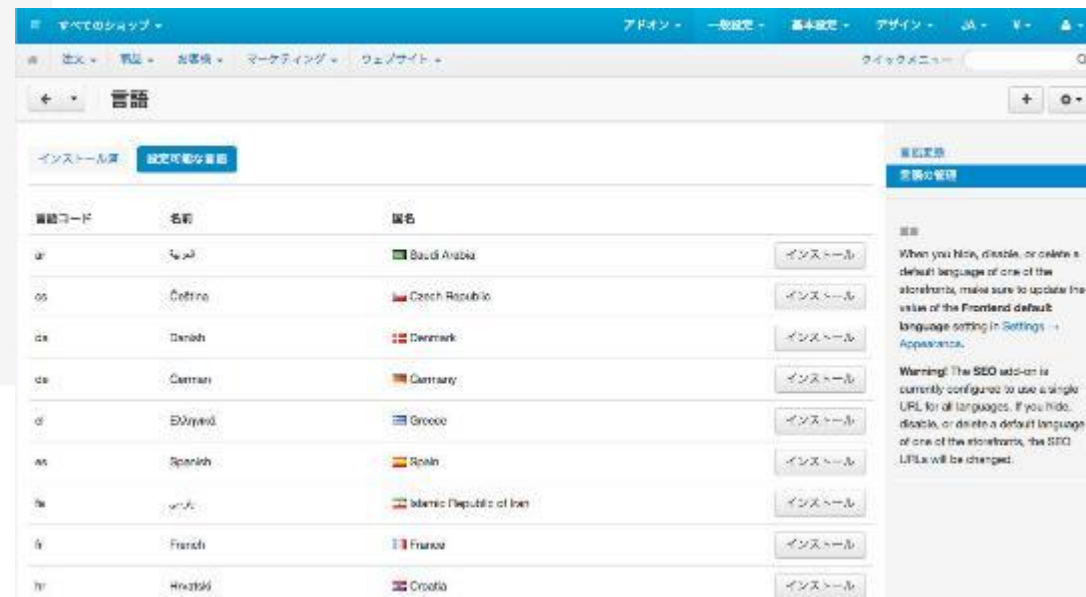 すべてのショップ
アドオン 一般設定 基本設定 デザイン JA ¥
注文 商品 お客様 マーケティング ウェブサイト クイックメニュー
言語
インストール済 設定可能な言語
言語の管理
言語コード 名前 国名
ar العربية Saudi Arabia インストール
cs Čeština Czech Republic インストール
da Danish Denmark インストール
de German Germany インストール
el Ελληνικά Greece インストール
es Spanish Spain インストール
fa فارسی Islamic Republic of Iran インストール
fr French France インストール
hr Hrvatski Croatia インストール
言語
When you hide, disable, or delete a
default language of one of the
storefronts, make sure to update the
value of the Frontend default
language setting in Settings →
Appearance.
Warning! The SEO add-on is
currently configured to use a single
URL for all languages. If you hide,
disable, or delete a default language
of one of the storefronts, the SEO
URLs will be changed.